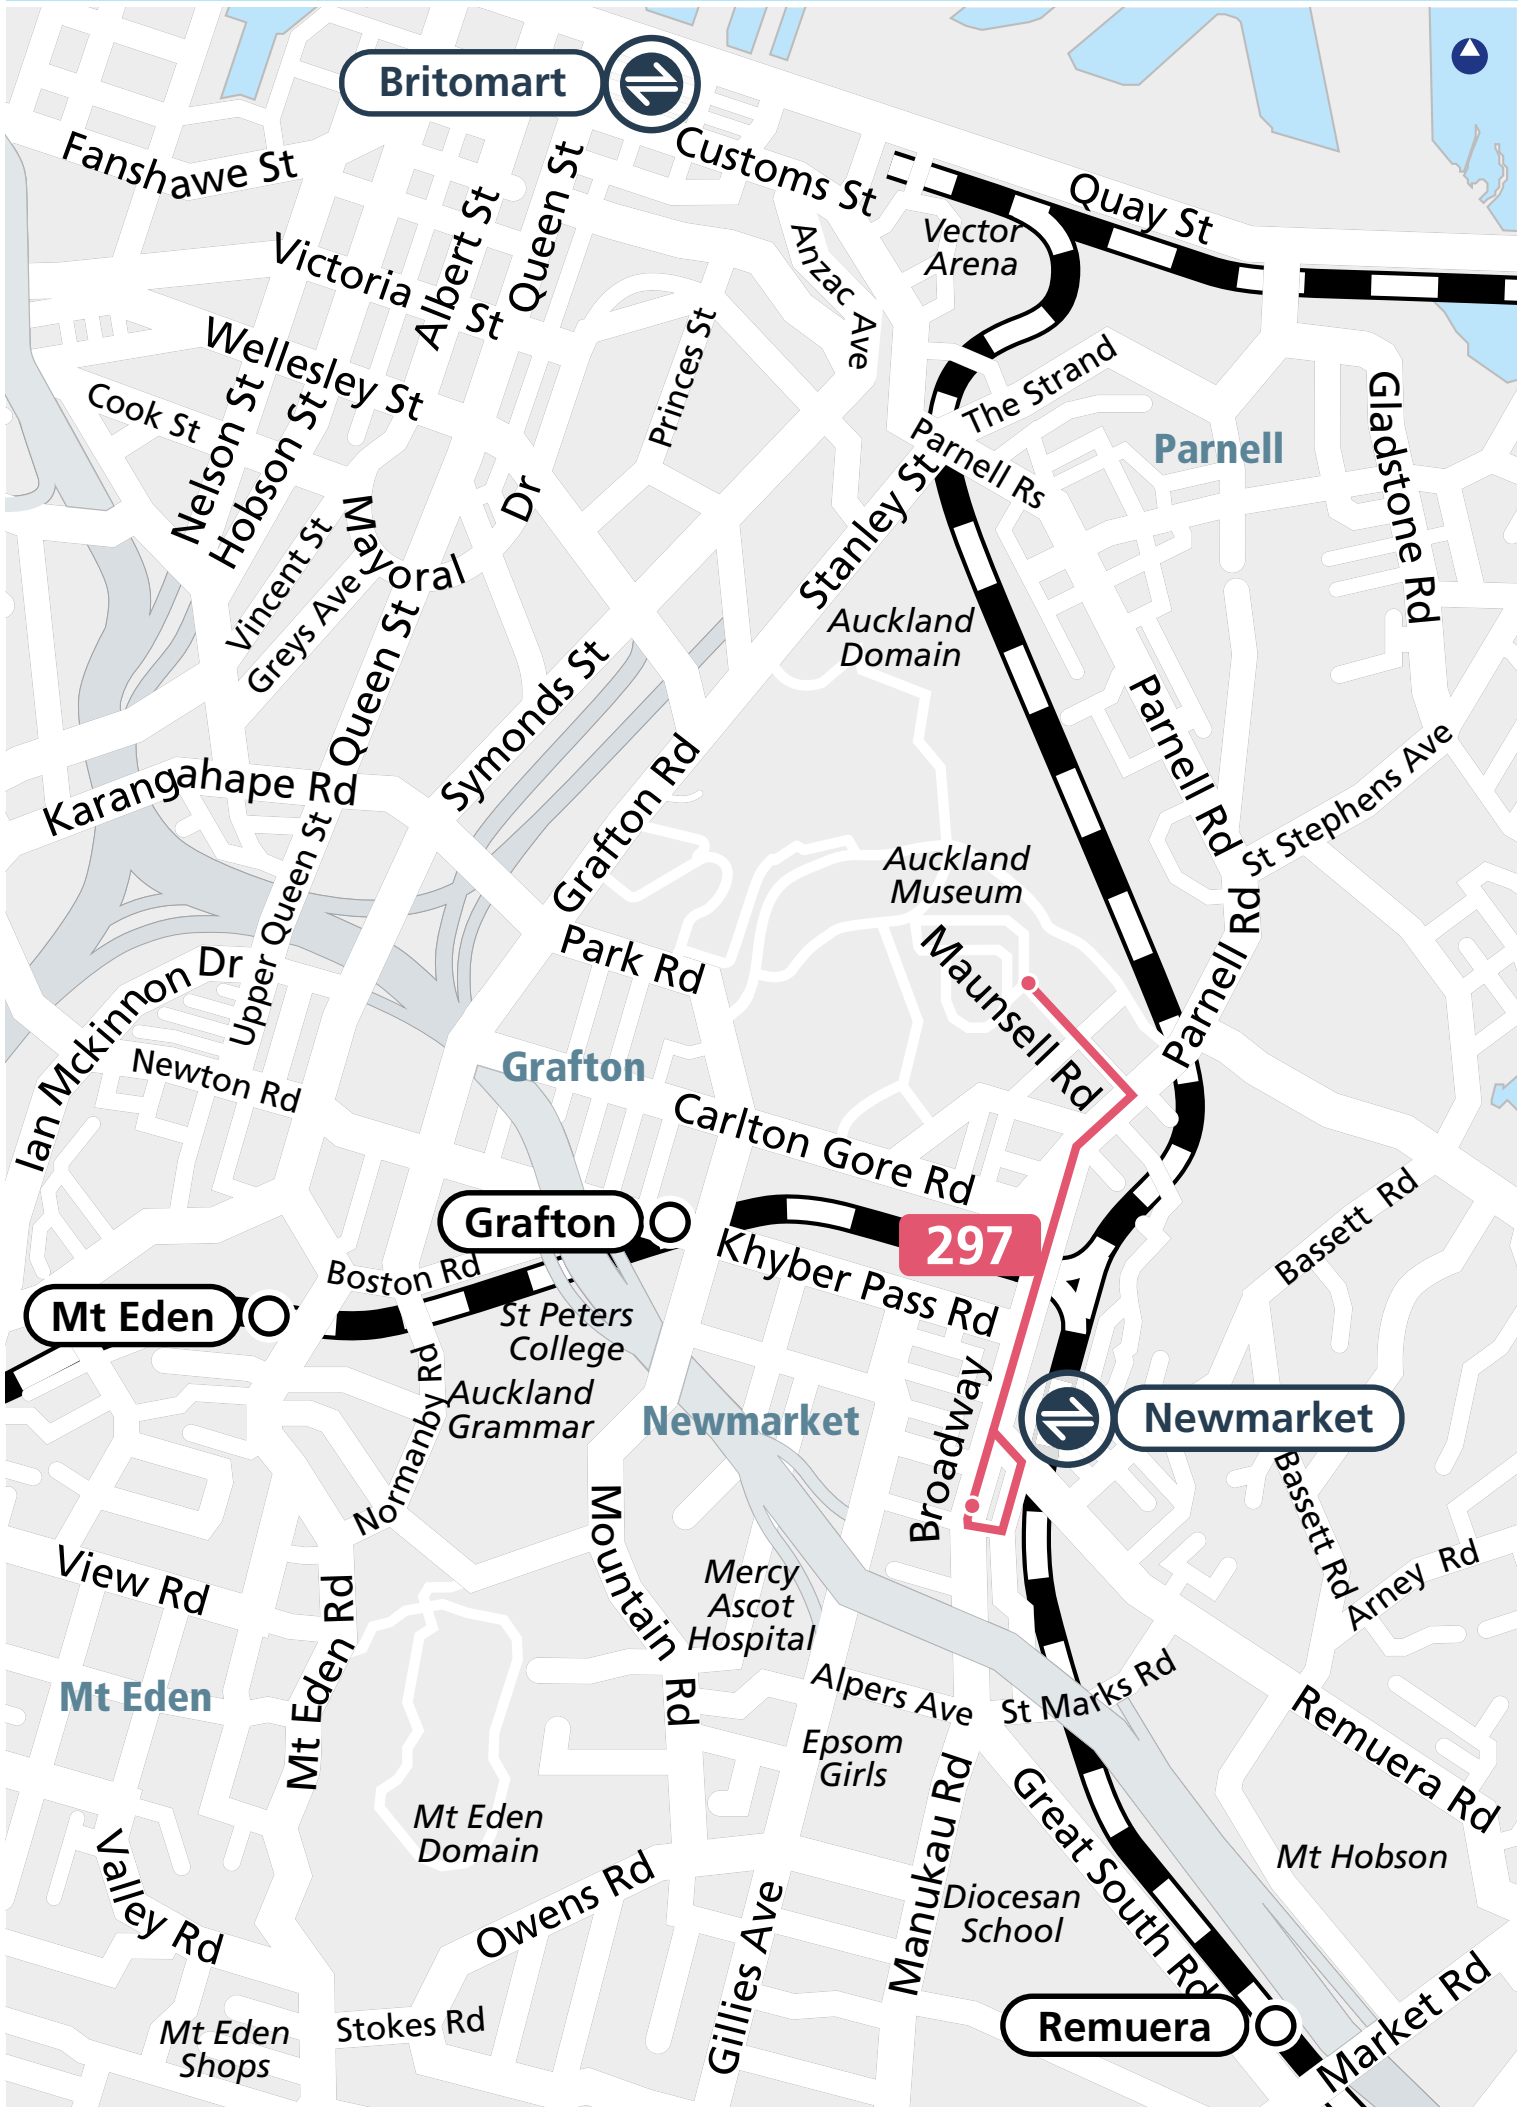 Britomart
Fanshawe St
Customs St
Quay St
Queen St
Albert St
Victoria St
Anzac Ave
Vector
Arena
Wellesley St
Princes St
The Strand
Cook St
Nelson St
Hobson St
Parnell Rs
Parnell
Gladstone Rd
Mayoral
Dr
Stanley St
Vincent St
Greys Ave
Queen St
Auckland
Domain
Symonds St
Parnell Rd
St Stephens Ave
Karangahape Rd
Grafton Rd
Upper Queen St
Auckland
Museum
Parnell Rd
Park Rd
Maunsell Rd
Ian Mckinnon Dr
Newton Rd
Grafton
Carlton Gore Rd
Bassett Rd
Grafton
297
Khyber Pass Rd
Boston Rd
Mt Eden
St Peters
College
Normanby Rd
Auckland
Grammar
Newmarket
Broadway
Newmarket
Bassett Rd
Mountain Rd
View Rd
Mt Eden Rd
Mercy
Ascot
Hospital
Arney Rd
Alpers Ave
St Marks Rd
Mt Eden
Remuera Rd
Epsom
Girls
Manukau Rd
Great South Rd
Mt Eden
Domain
Mt Hobson
Valley Rd
Owens Rd
Gillies Ave
Diocesan
School
Market Rd
Mt Eden
Shops
Stokes Rd
Remuera